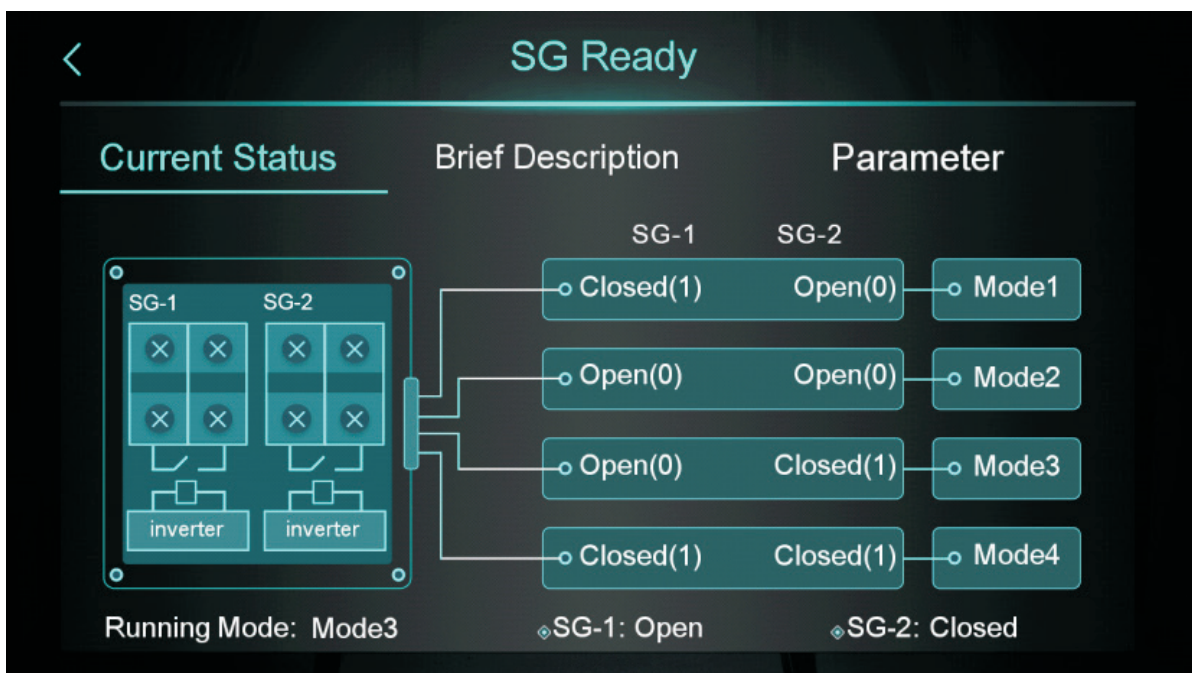 SG Ready
Current Status Brief Description Parameter
SG-1 SG-2
SG-1 SG-2
Closed(1) Open(0) Mode1
Open(0) Open(0) Mode2
Open(0) Closed(1) Mode3
inverter inverter
Closed(1) Closed(1) Mode4
Running Mode: Mode3 SG-1: Open SG-2: Closed